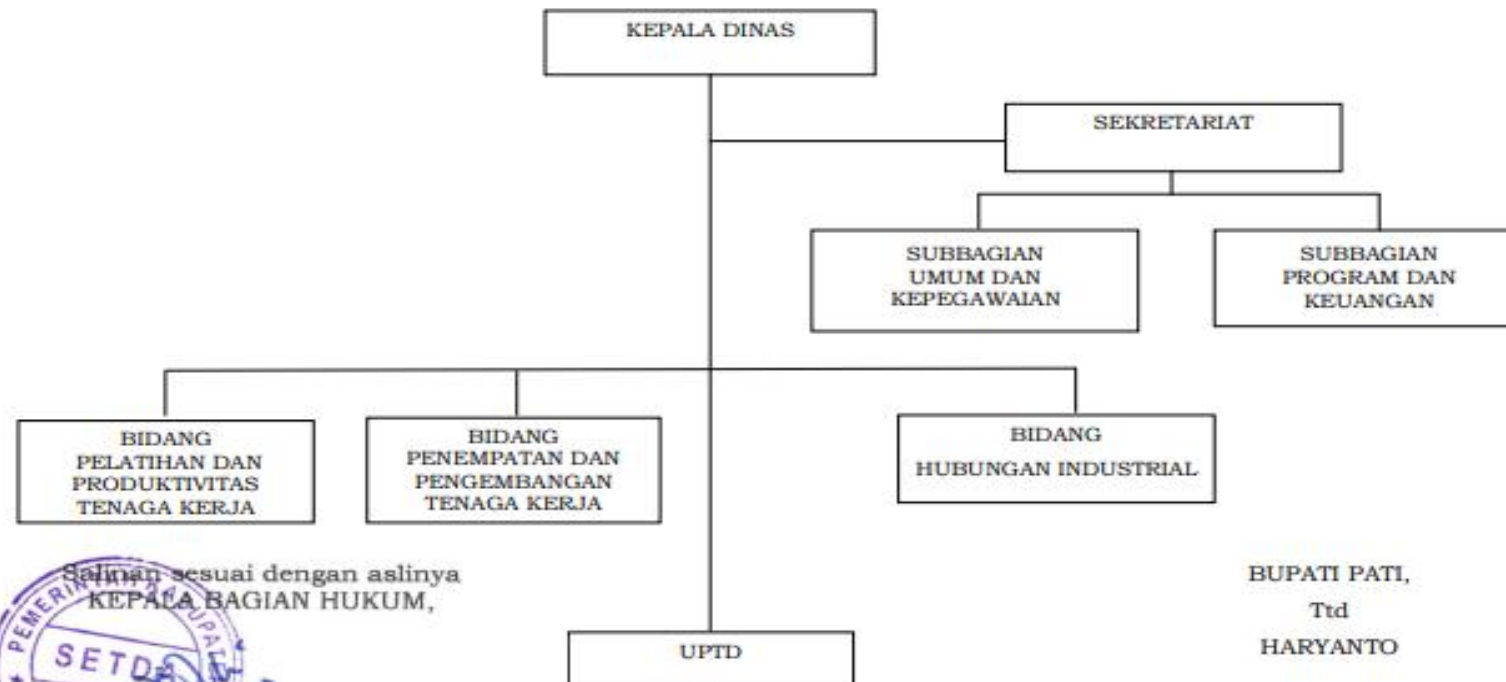 KEPALA DINAS
SEKRETARIAT
SUBBAGIAN
UMUM DAN
KEPEGAWAIAN
SUBBAGIAN
PROGRAM DAN
KEUANGAN
BIDANG
PELATIHAN DAN
PRODUKTIVITAS
TENAGA KERJA
BIDANG
PENEMPATAN DAN
PENGEMBANGAN
TENAGA KERJA
BIDANG
HUBUNGAN INDUSTRIAL
Salinan sesuai dengan aslinya
KEPALA BAGIAN HUKUM,
PEMERINTAH
SETDA
UPTD
BUPATI PATI,
Ttd
HARYANTO